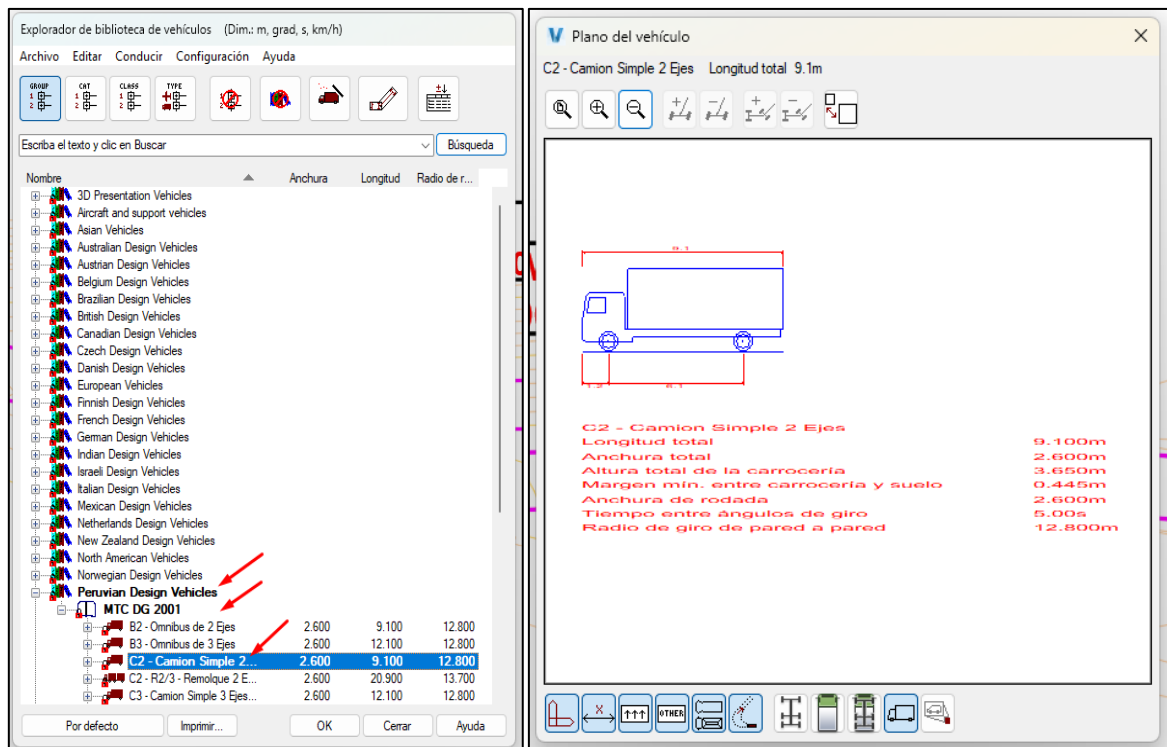 Explorador de biblioteca de vehículos (Dim.: m, grad, s, km/h)
Archivo Editar Conducir Configuración Ayuda
GROUP CAT CLASS TYPE
Escriba el texto y clic en Buscar Búsqueda
Nombre Anchura Longitud Radio de r...
3D Presentation Vehicles
Aircraft and support vehicles
Asian Vehicles
Australian Design Vehicles
Austrian Design Vehicles
Belgium Design Vehicles
Brazilian Design Vehicles
British Design Vehicles
Canadian Design Vehicles
Czech Design Vehicles
Danish Design Vehicles
European Vehicles
Finnish Design Vehicles
French Design Vehicles
German Design Vehicles
Indian Design Vehicles
Israeli Design Vehicles
Italian Design Vehicles
Mexican Design Vehicles
Netherlands Design Vehicles
New Zealand Design Vehicles
North American Vehicles
Norwegian Design Vehicles
Peruvian Design Vehicles
MTC DG 2001
B2 - Omnibus de 2 Ejes 2.600 9.100 12.800
B3 - Omnibus de 3 Ejes 2.600 12.100 12.800
C2 - Camion Simple 2... 2.600 9.100 12.800
C2 - R2/3 - Remolque 2 E... 2.600 20.900 13.700
C3 - Camion Simple 3 Ejes... 2.600 12.100 12.800
Por defecto Imprimir... OK Cerrar Ayuda
Plano del vehículo
C2 - Camion Simple 2 Ejes Longitud total 9.1m
9.1
1.2 6.1
C2 - Camion Simple 2 Ejes
Longitud total 9.100m
Anchura total 2.600m
Altura total de la carrocería 3.650m
Margen mín. entre carrocería y suelo 0.445m
Anchura de rodada 2.600m
Tiempo entre ángulos de giro 5.00s
Radio de giro de pared a pared 12.800m
X OTHER